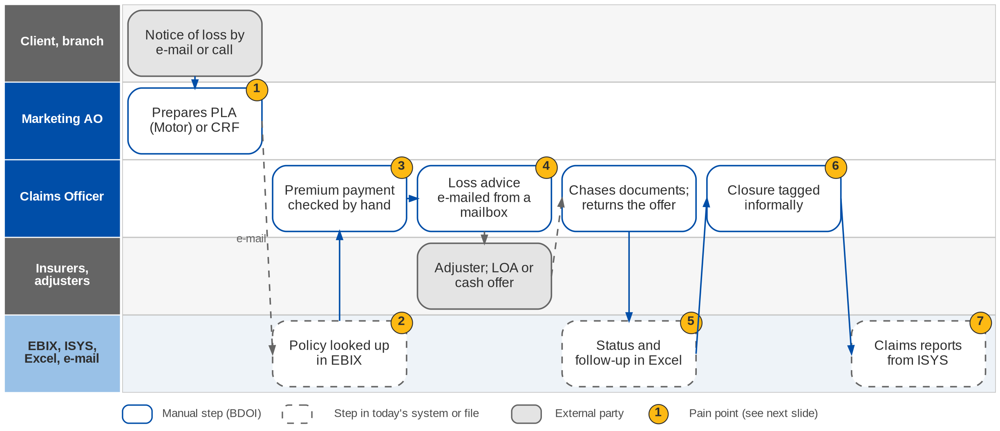 Client, branch
Notice of loss by
e-mail or call
Marketing AO
1
Prepares PLA
(Motor) or CRF
Claims Officer
3
Premium payment
checked by hand
4
Loss advice
e-mailed from a
mailbox
Chases documents;
returns the offer
6
Closure tagged
informally
e-mail
Insurers,
adjusters
Adjuster; LOA or
cash offer
EBIX, ISYS,
Excel, e-mail
2
Policy looked up
in EBIX
5
Status and
follow-up in Excel
7
Claims reports
from ISYS
Manual step (BDOI)
Step in today's system or file
External party
1
Pain point (see next slide)